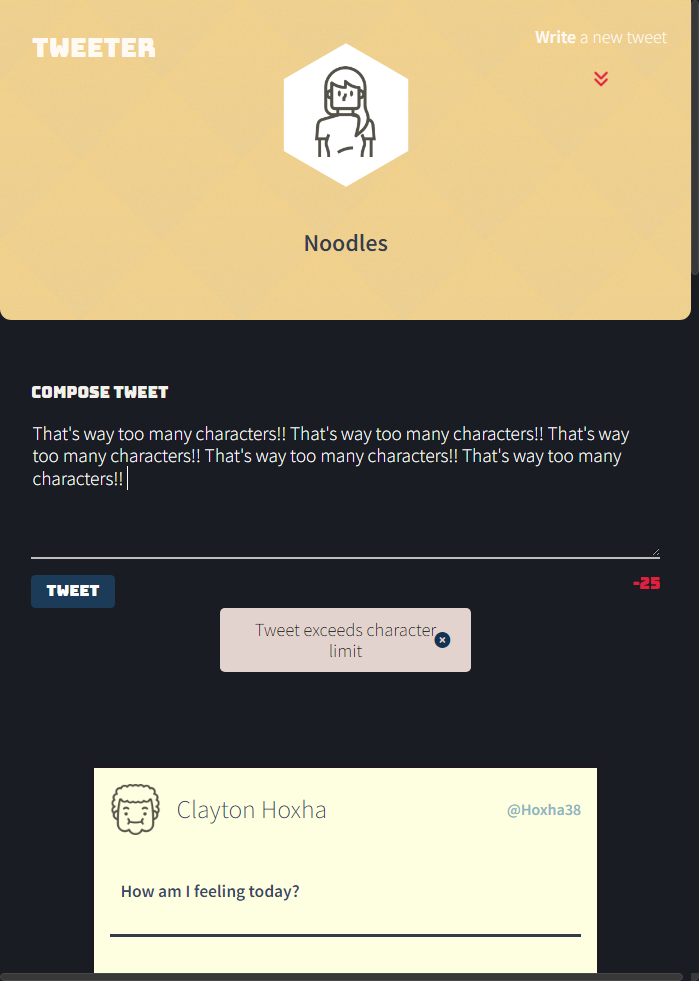 TWEETER
Write a new tweet
Noodles
COMPOSE TWEET
That's way too many characters!! That's way too many characters!! That's way
too many characters!! That's way too many characters!! That's way too many
characters!!
TWEET
-25
Tweet exceeds character
limit
Clayton Hoxha
@Hoxha38
How am I feeling today?